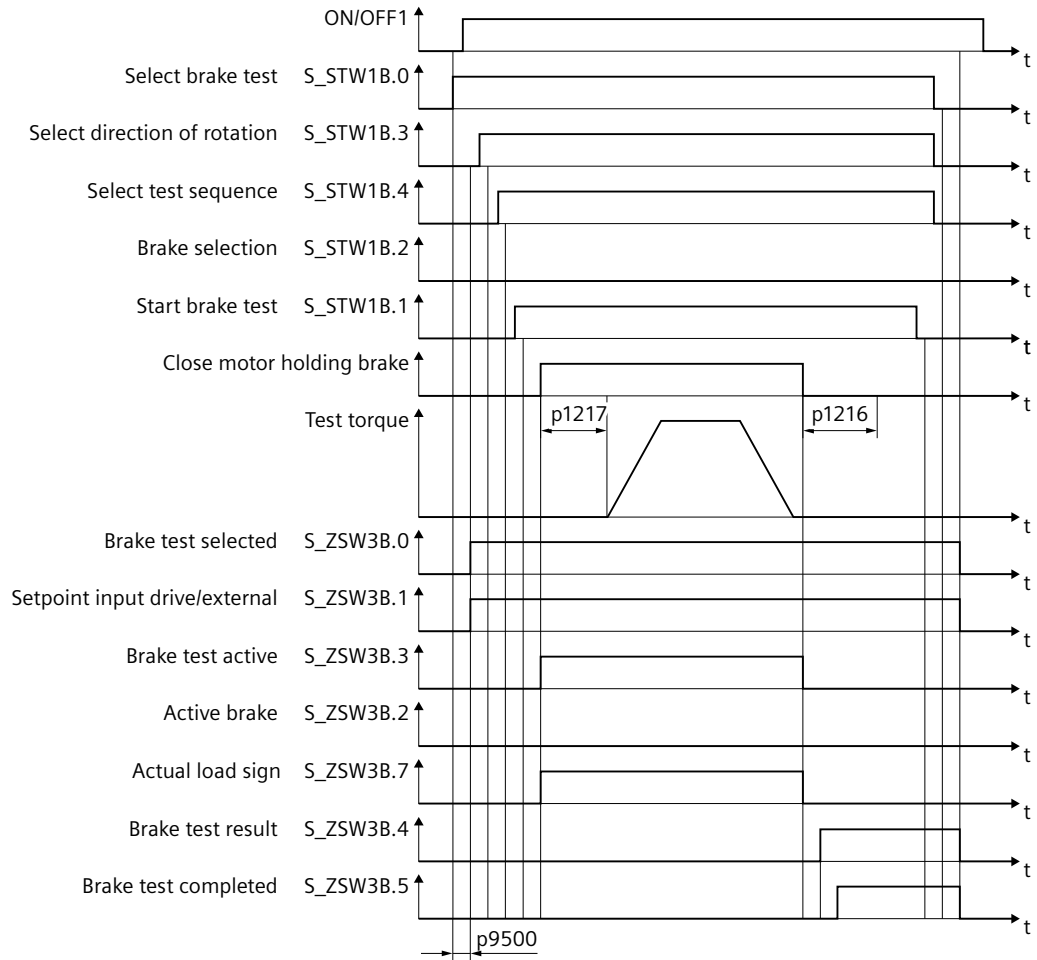 ON/OFF1
t
Select brake test S_STW1B.0
t
Select direction of rotation S_STW1B.3
t
Select test sequence S_STW1B.4
t
Brake selection S_STW1B.2
t
Start brake test S_STW1B.1
t
Close motor holding brake
t
p1217 p1216
Test torque
t
Brake test selected S_ZSW3B.0
t
Setpoint input drive/external S_ZSW3B.1
t
Brake test active S_ZSW3B.3
t
Active brake S_ZSW3B.2
t
Actual load sign S_ZSW3B.7
t
Brake test result S_ZSW3B.4
t
Brake test completed S_ZSW3B.5
t
p9500